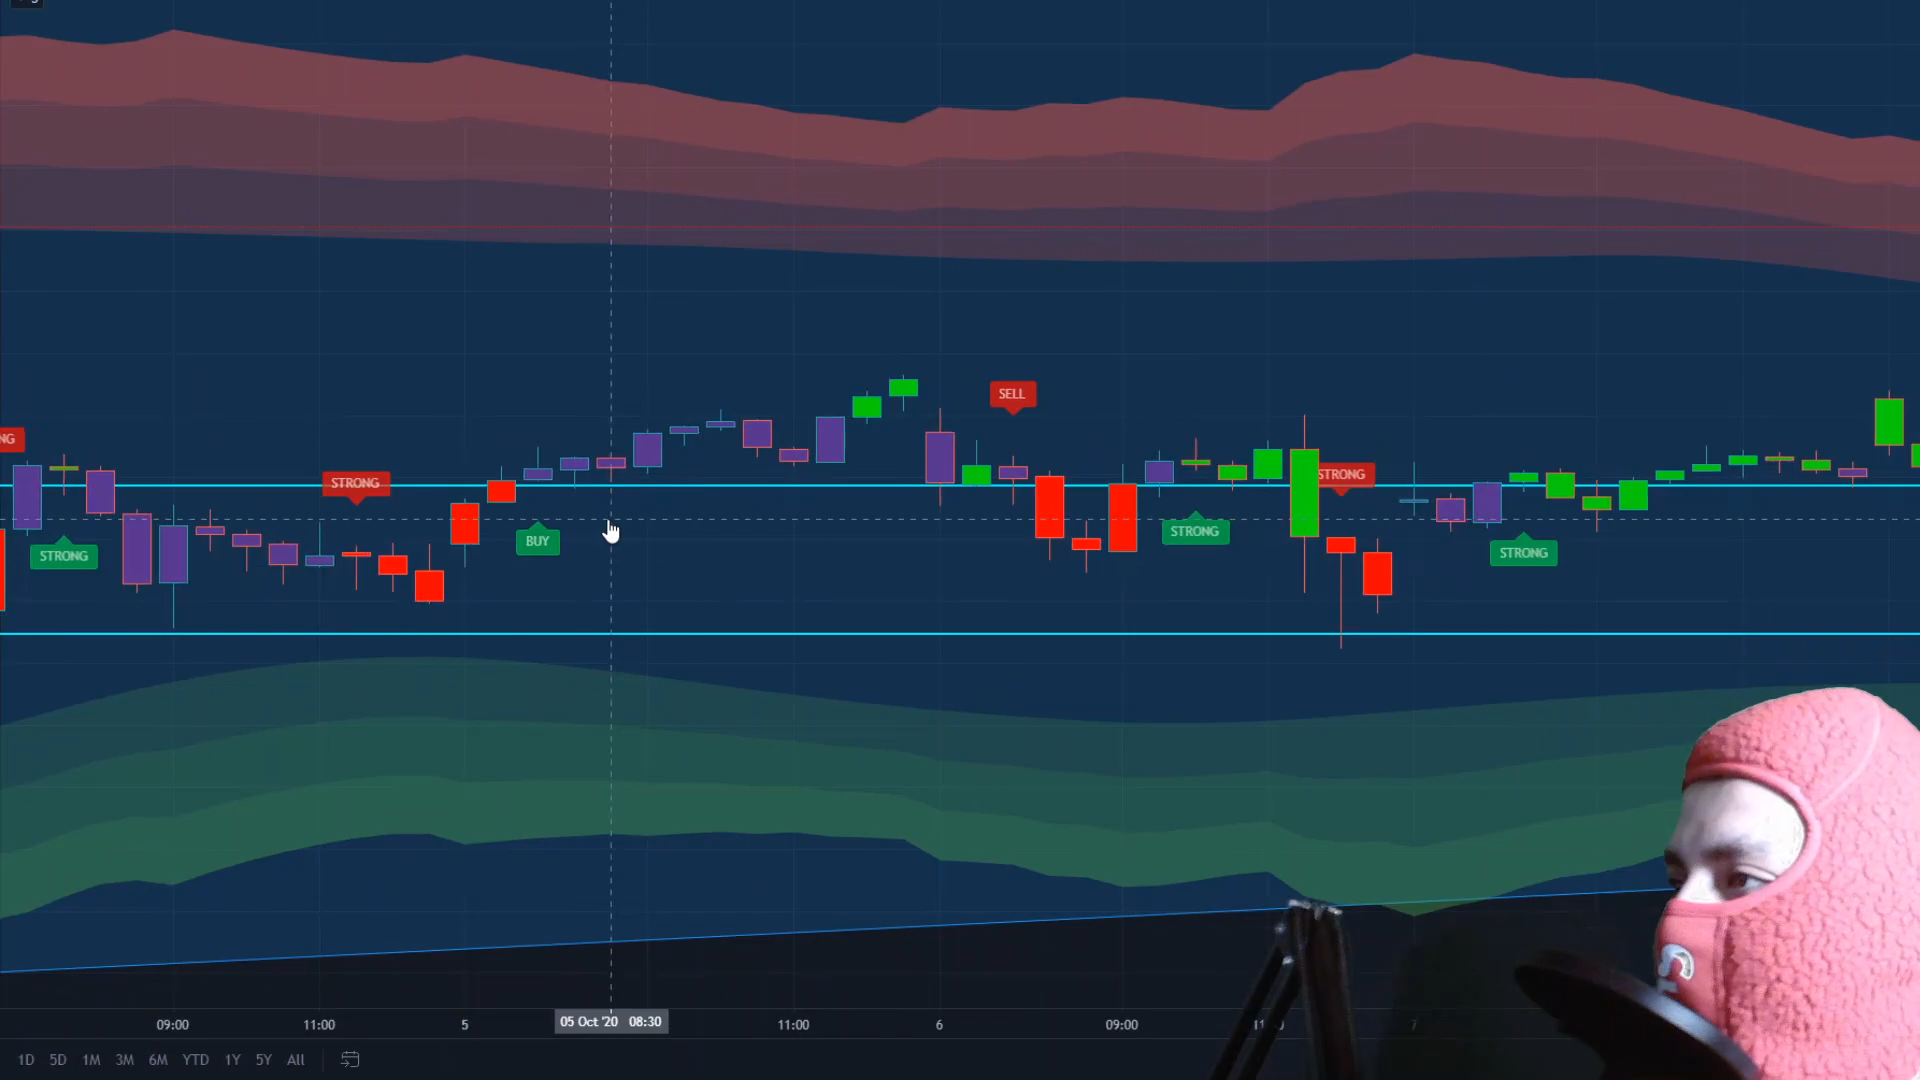 NG
STRONG
STRONG
BUY
SELL
STRONG
STRONG
STRONG
09:00
11:00
5
05 Oct '20 08:30
11:00
6
09:00
7
1D 5D 1M 3M 6M YTD 1Y 5Y All